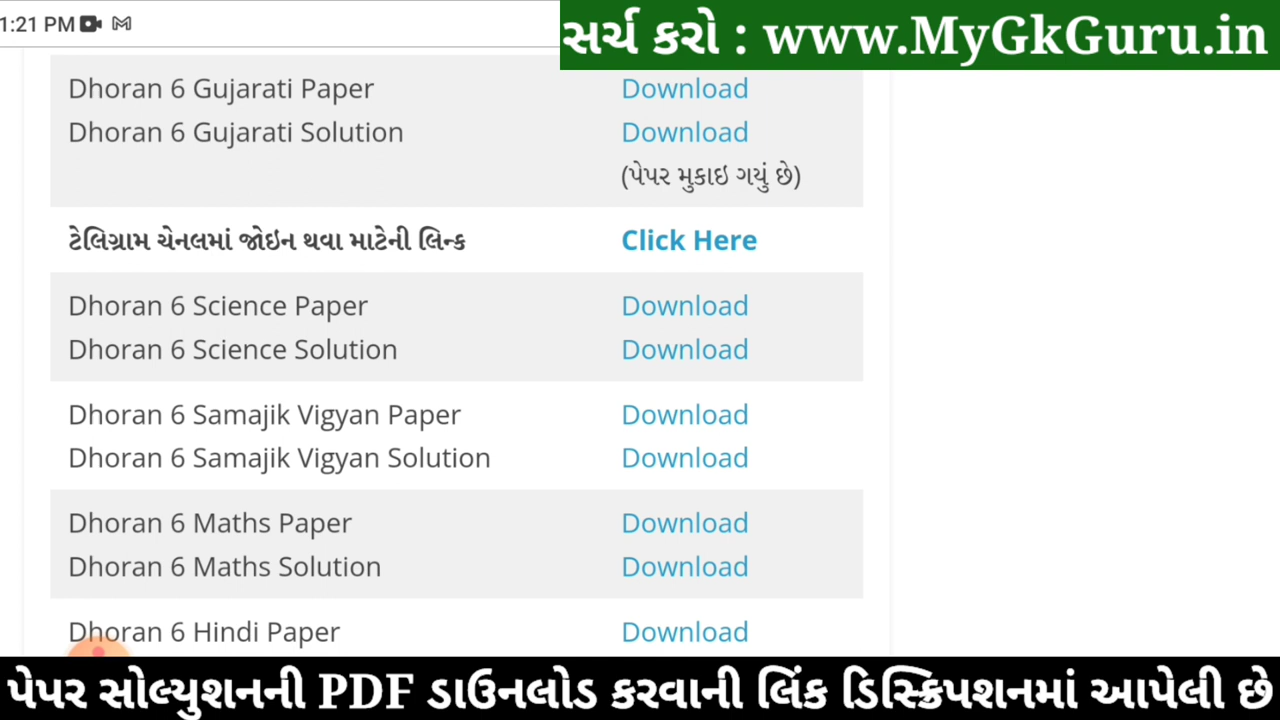 1:21 PM
સર્ચ કરો : www.MyGkGuru.in
Dhoran 6 Gujarati Paper Download
Dhoran 6 Gujarati Solution Download
(પેપર મુકાઇ ગયું છે)
ટેલિગ્રામ ચેનલમાં જોઇન થવા માટેની લિન્ક Click Here
Dhoran 6 Science Paper Download
Dhoran 6 Science Solution Download
Dhoran 6 Samajik Vigyan Paper Download
Dhoran 6 Samajik Vigyan Solution Download
Dhoran 6 Maths Paper Download
Dhoran 6 Maths Solution Download
Dhoran 6 Hindi Paper Download
પેપર સોલ્યુશનની PDF ડાઉનલોડ કરવાની લિંક ડિસ્ક્રિપશનમાં આપેલી છે